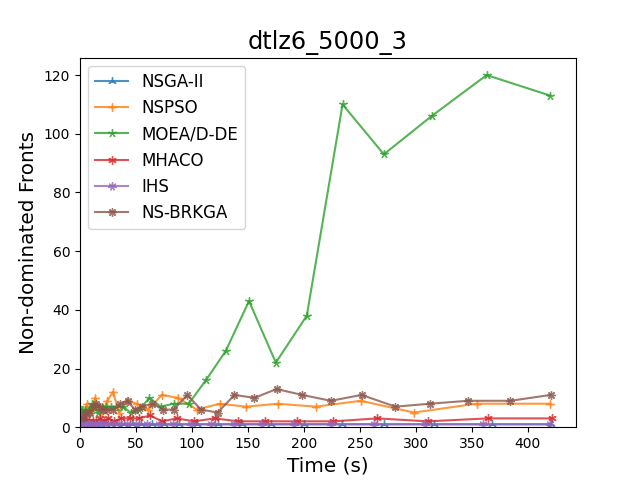 dtlz6_5000_3
120
100
80
60
40
20
0
Non-dominated Fronts
NSGA-II
NSPSO
MOEA/D-DE
MHACO
IHS
NS-BRKGA
0 50 100 150 200 250 300 350 400
Time (s)